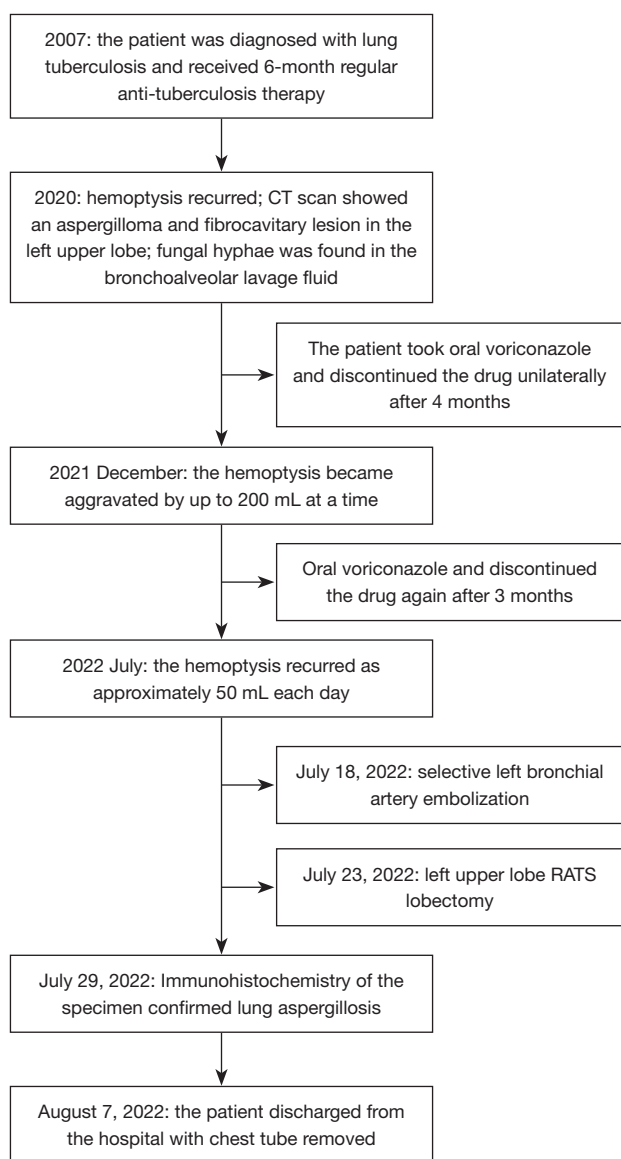 2007: the patient was diagnosed with lung
tuberculosis and received 6-month regular
anti-tuberculosis therapy
2020: hemoptysis recurred; CT scan showed
an aspergilloma and fibrocavitary lesion in the
left upper lobe; fungal hyphae was found in the
bronchoalveolar lavage fluid
The patient took oral voriconazole
and discontinued the drug unilaterally
after 4 months
2021 December: the hemoptysis became
aggravated by up to 200 mL at a time
Oral voriconazole and discontinued
the drug again after 3 months
2022 July: the hemoptysis recurred as
approximately 50 mL each day
July 18, 2022: selective left bronchial
artery embolization
July 23, 2022: left upper lobe RATS
lobectomy
July 29, 2022: Immunohistochemistry of the
specimen confirmed lung aspergillosis
August 7, 2022: the patient discharged from
the hospital with chest tube removed